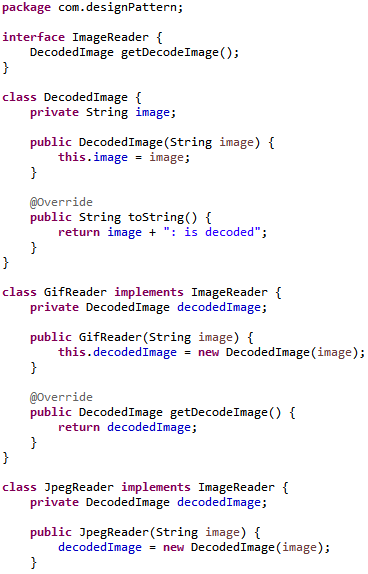 package com.designPattern;
interface ImageReader {
    DecodedImage getDecodeImage();
}
class DecodedImage {
    private String image;
    public DecodedImage(String image) {
        this.image = image;
    }
    @Override
    public String toString() {
        return image + ": is decoded";
    }
}
class GifReader implements ImageReader {
    private DecodedImage decodedImage;
    public GifReader(String image) {
        this.decodedImage = new DecodedImage(image);
    }
    @Override
    public DecodedImage getDecodeImage() {
        return decodedImage;
    }
}
class JpegReader implements ImageReader {
    private DecodedImage decodedImage;
    public JpegReader(String image) {
        decodedImage = new DecodedImage(image);
    }